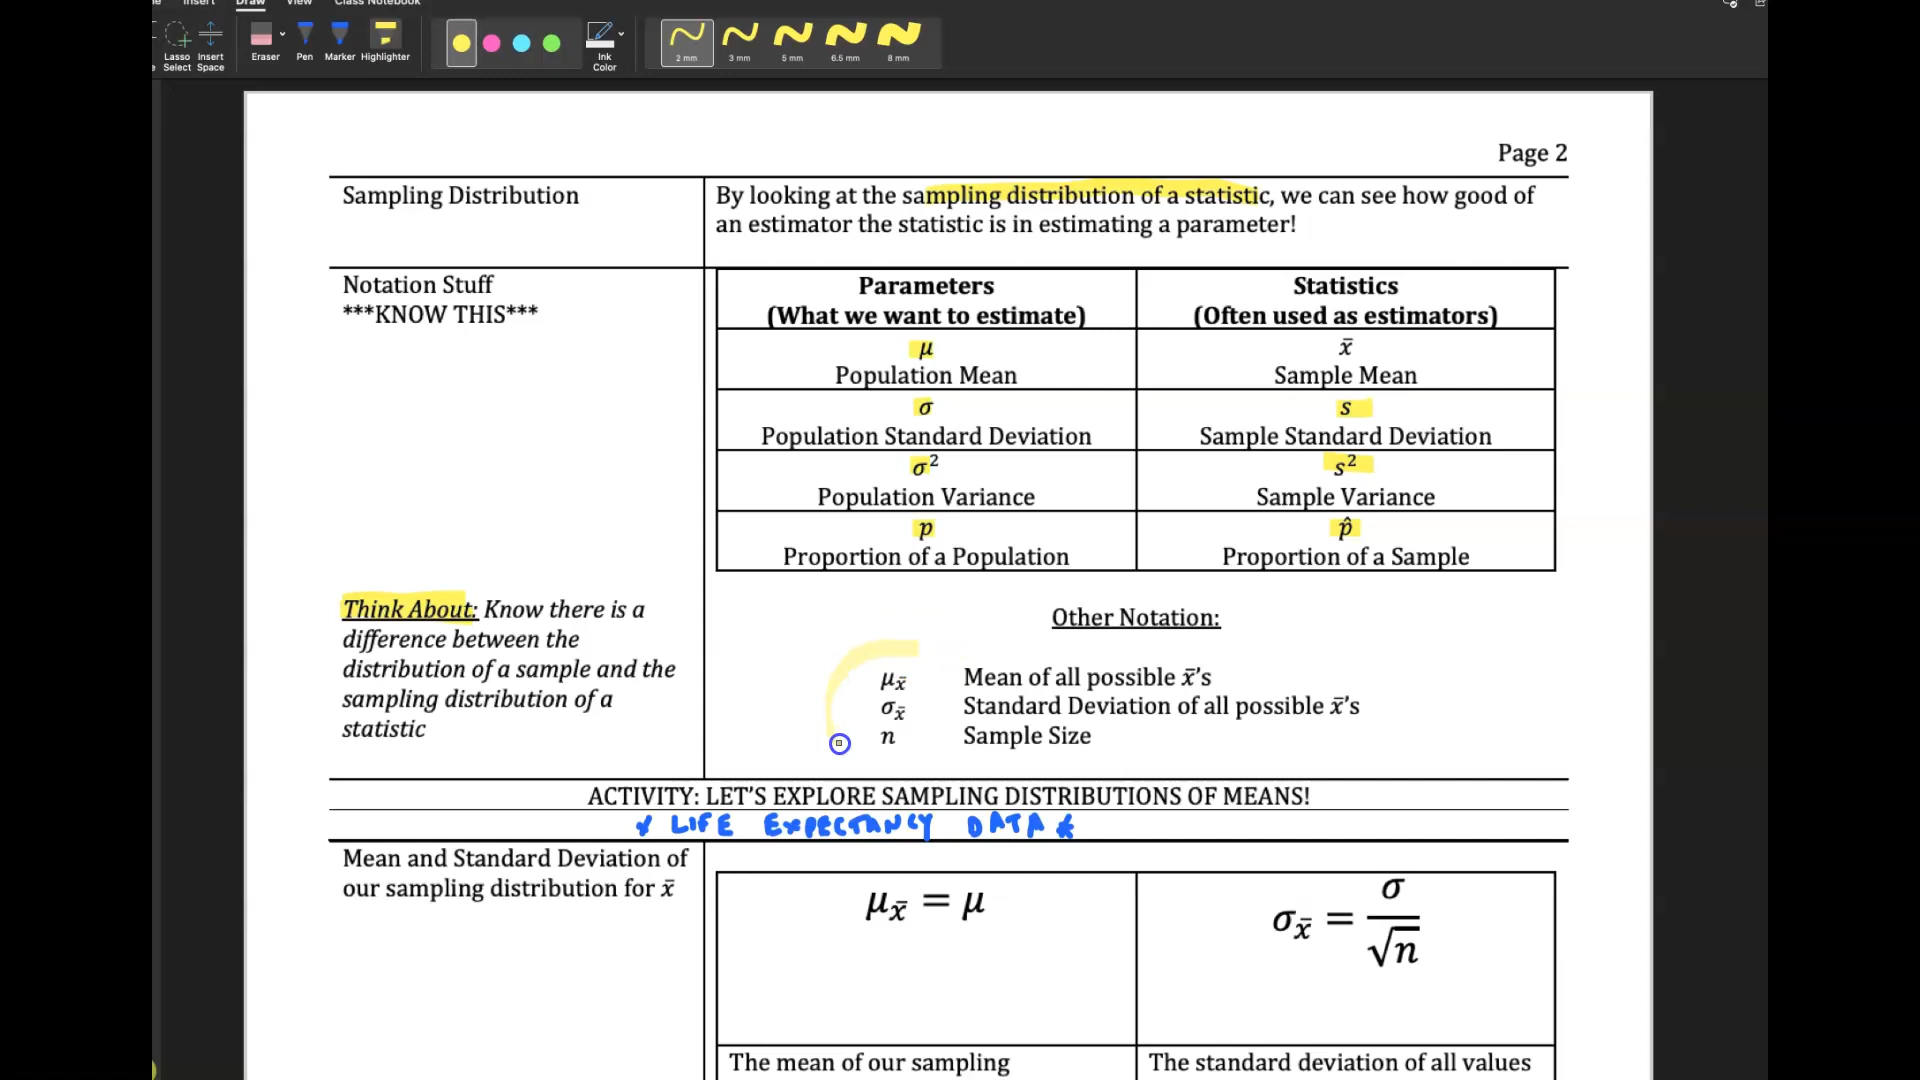 Insert Draw View Class Notebook
Lasso Select
Insert Space
Eraser
Pen
Marker
Highlighter
Ink Color
2 mm
3 mm
5 mm
6.5 mm
8 mm
Page 2
Sampling Distribution
By looking at the sampling distribution of a statistic, we can see how good of
an estimator the statistic is in estimating a parameter!
Notation Stuff
***KNOW THIS***
Parameters
(What we want to estimate)
Statistics
(Often used as estimators)
μ
Population Mean
x̄
Sample Mean
σ
Population Standard Deviation
s
Sample Standard Deviation
σ²
Population Variance
s²
Sample Variance
p
Proportion of a Population
p̂
Proportion of a Sample
Think About: Know there is a
difference between the
distribution of a sample and the
sampling distribution of a
statistic
Other Notation:
μx̄ Mean of all possible x̄'s
σx̄ Standard Deviation of all possible x̄'s
n Sample Size
ACTIVITY: LET'S EXPLORE SAMPLING DISTRIBUTIONS OF MEANS!
* LIFE EXPECTANCY DATA *
Mean and Standard Deviation of
our sampling distribution for x̄
μx̄ = μ
σx̄ = σ/√n
The mean of our sampling
The standard deviation of all values